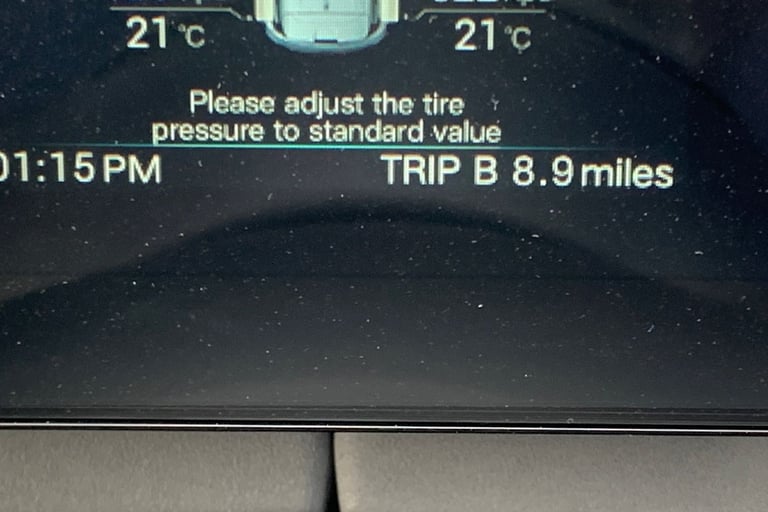 21 °C
21 °C
Please adjust the tire
pressure to standard value
01:15 PM
TRIP B 8.9 miles